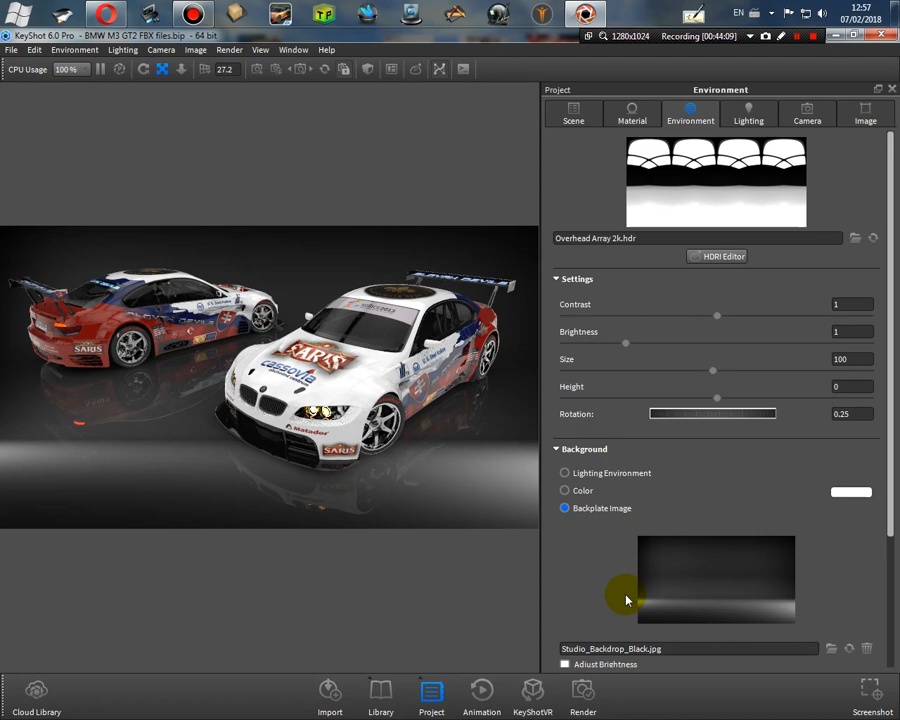 EN
12:57
07/02/2018
KeyShot 6.0 Pro - BMW M3 GT2 FBX files.bip - 64 bit
1280x1024
Recording [00:44:09]
File Edit Environment Lighting Camera Image Render View Window Help
CPU Usage 100 % 27.2
Project Environment
Scene Material Environment Lighting Camera Image
Overhead Array 2k.hdr
HDRI Editor
Settings
Contrast 1
Brightness 1
Size 100
Height 0
Rotation: 0.25
Background
Lighting Environment
Color
Backplate Image
Studio_Backdrop_Black.jpg
Adjust Brightness
SARIS
SARIS
cassovia
Matador
SARIS
Cloud Library Import Library Project Animation KeyShotVR Render Screenshot